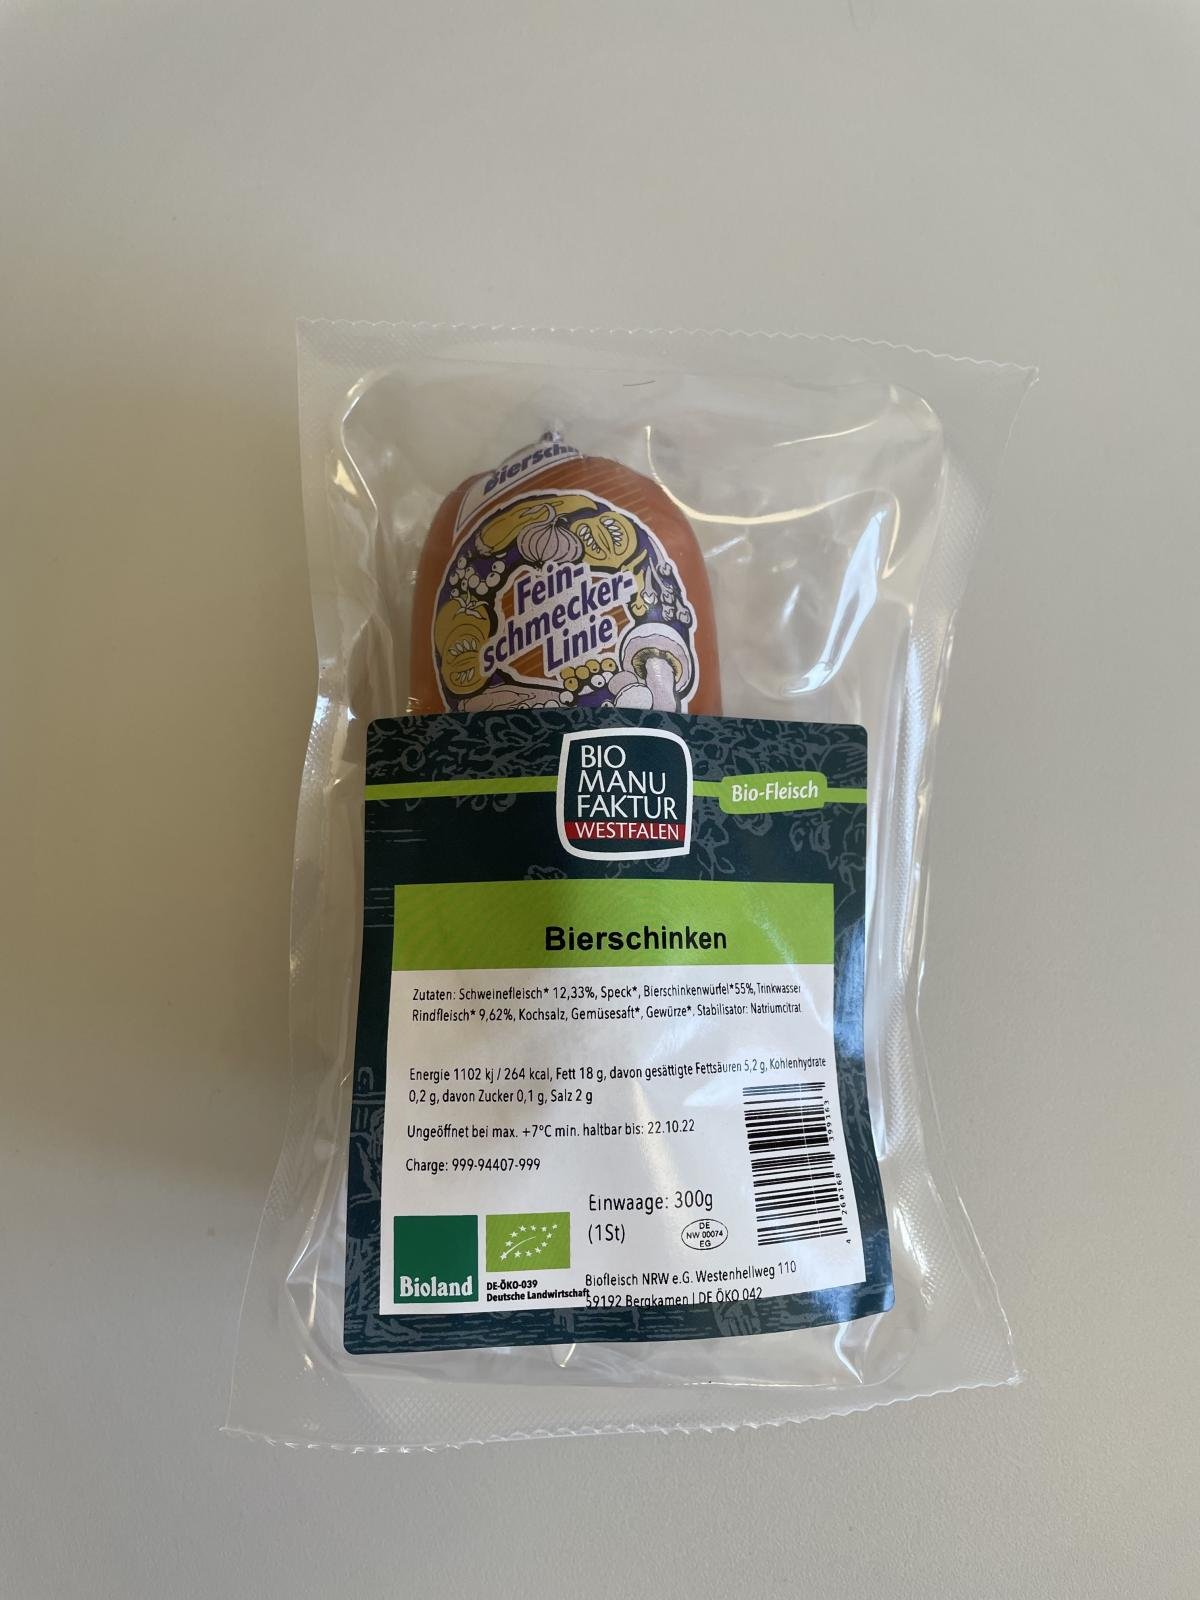 Biersch
Fein-
schmecker-
Linie
BIO
MANU
FAKTUR
WESTFALEN
Bio-Fleisch
Bierschinken
Zutaten: Schweinefleisch* 12,33%, Speck*, Bierschinkenwürfel*55%, Trinkwasser
Rindfleisch* 9,62%, Kochsalz, Gemüsesaft*, Gewürze*, Stabilisator: Natriumcitrat
Energie 1102 kj / 264 kcal, Fett 18 g, davon gesättigte Fettsäuren 5,2 g, Kohlenhydrate
0,2 g, davon Zucker 0,1 g, Salz 2 g
Ungeöffnet bei max. +7°C min. haltbar bis: 22.10.22
Charge: 999-94407-999
Einwaage: 300g
(1St)
DE
NW 00074
EG
4 260168 399163
Bioland
DE-ÖKO-039
Deutsche Landwirtschaft
Biofleisch NRW e.G. Westenhellweg 110
59192 Bergkamen | DE ÖKO 042